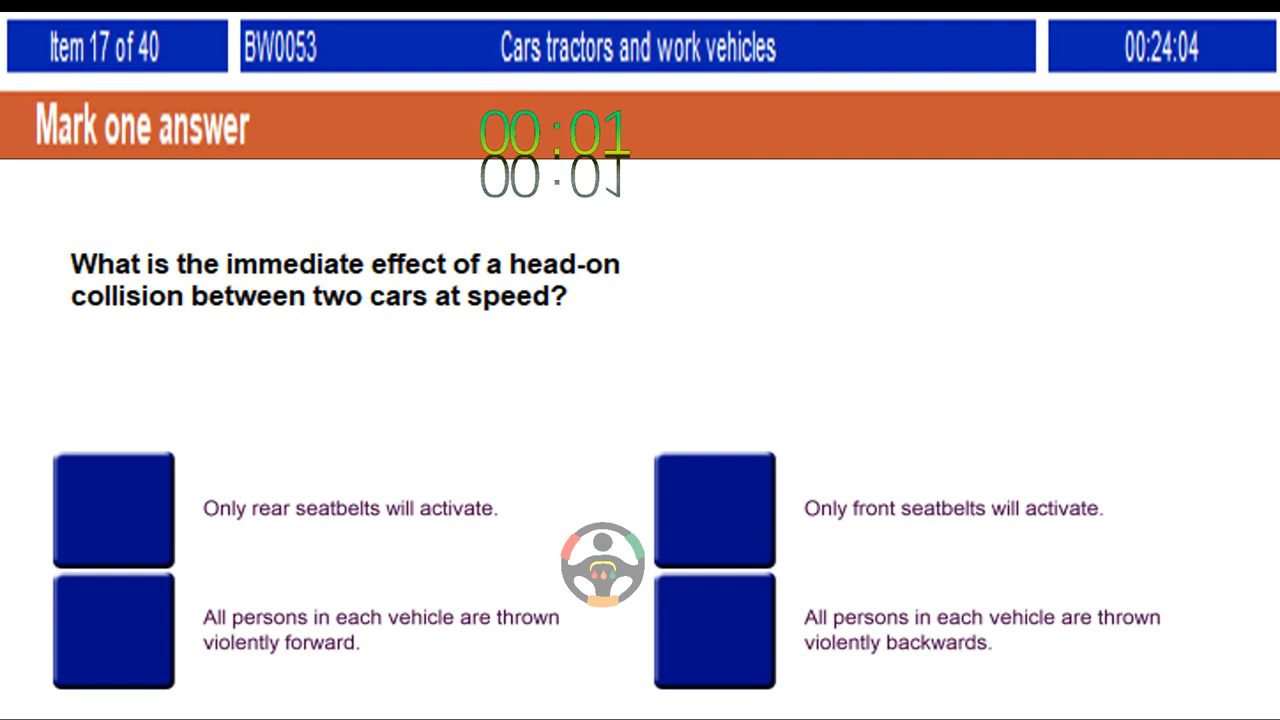 Item 17 of 40
BW0053
Cars tractors and work vehicles
00:24:04
Mark one answer
00:01
What is the immediate effect of a head-on
collision between two cars at speed?
Only rear seatbelts will activate.
Only front seatbelts will activate.
All persons in each vehicle are thrown
violently forward.
All persons in each vehicle are thrown
violently backwards.